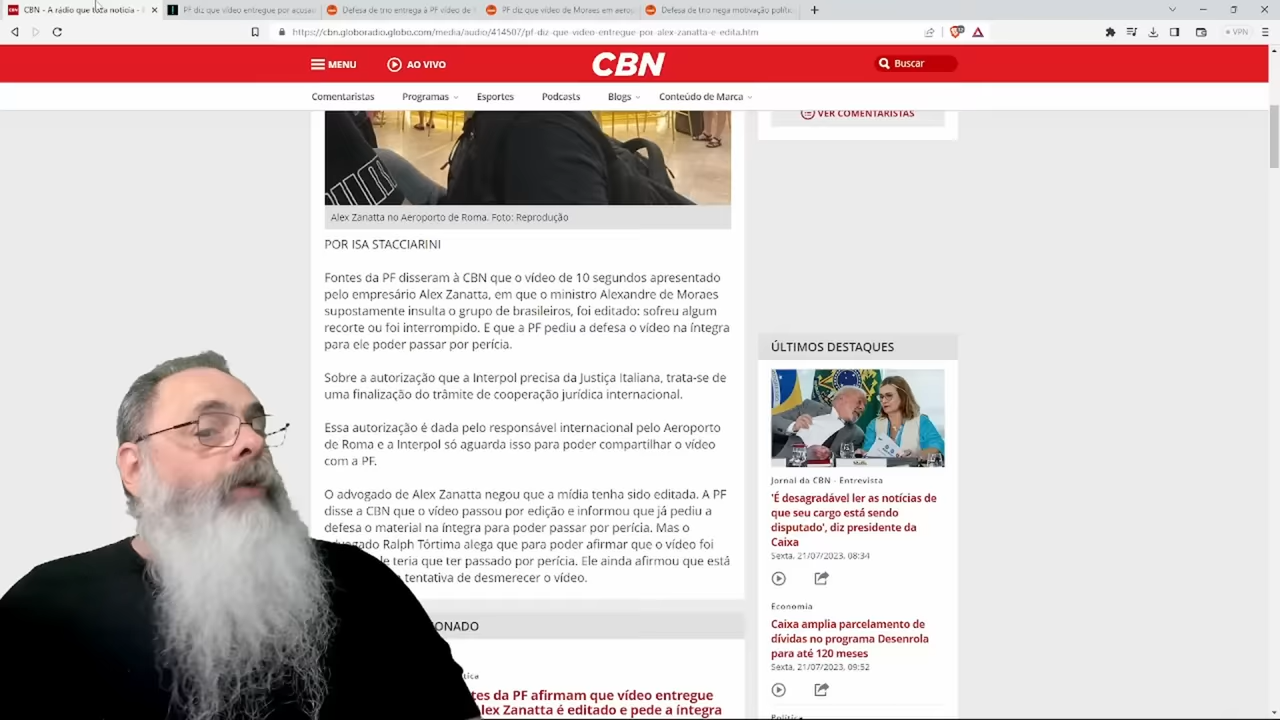 CBN - A rádio que toca notícia -
PF diz que vídeo entregue por acusa
Defesa de trio entrega à PF vídeo de
PF diz que vídeo de Moraes em aerop
Defesa de trio nega motivação políti
https://cbn.globoradio.globo.com/media/audio/414507/pf-diz-que-video-entregue-por-alex-zanatta-e-edita.htm
VPN
MENU
AO VIVO
CBN
Buscar
Comentaristas
Programas
Esportes
Podcasts
Blogs
Conteúdo de Marca
VER COMENTARISTAS
Alex Zanatta no Aeroporto de Roma. Foto: Reprodução
POR ISA STACCIARINI
Fontes da PF disseram à CBN que o vídeo de 10 segundos apresentado
pelo empresário Alex Zanatta, em que o ministro Alexandre de Moraes
supostamente insulta o grupo de brasileiros, foi editado: sofreu algum
recorte ou foi interrompido. E que a PF pediu a defesa o vídeo na íntegra
para ele poder passar por perícia.
Sobre a autorização que a Interpol precisa da Justiça Italiana, trata-se de
uma finalização do trâmite de cooperação jurídica internacional.
Essa autorização é dada pelo responsável internacional pelo Aeroporto
de Roma e a Interpol só aguarda isso para poder compartilhar o vídeo
com a PF.
O advogado de Alex Zanatta negou que a mídia tenha sido editada. A PF
disse a CBN que o vídeo passou por edição e informou que já pediu a
defesa o material na íntegra para poder passar por perícia. Mas o
Ralph Tórtima alega que para poder afirmar que o vídeo foi
ele teria que ter passado por perícia. Ele ainda afirmou que está
tentativa de desmerecer o vídeo.
ONADO
tica
tes da PF afirmam que vídeo entregue
lex Zanatta é editado e pede a íntegra
ÚLTIMOS DESTAQUES
Jornal da CBN - Entrevista
'É desagradável ler as notícias de
que seu cargo está sendo
disputado', diz presidente da
Caixa
Sexta, 21/07/2023, 08:34
Economia
Caixa amplia parcelamento de
dívidas no programa Desenrola
para até 120 meses
Sexta, 21/07/2023, 09:52
Política